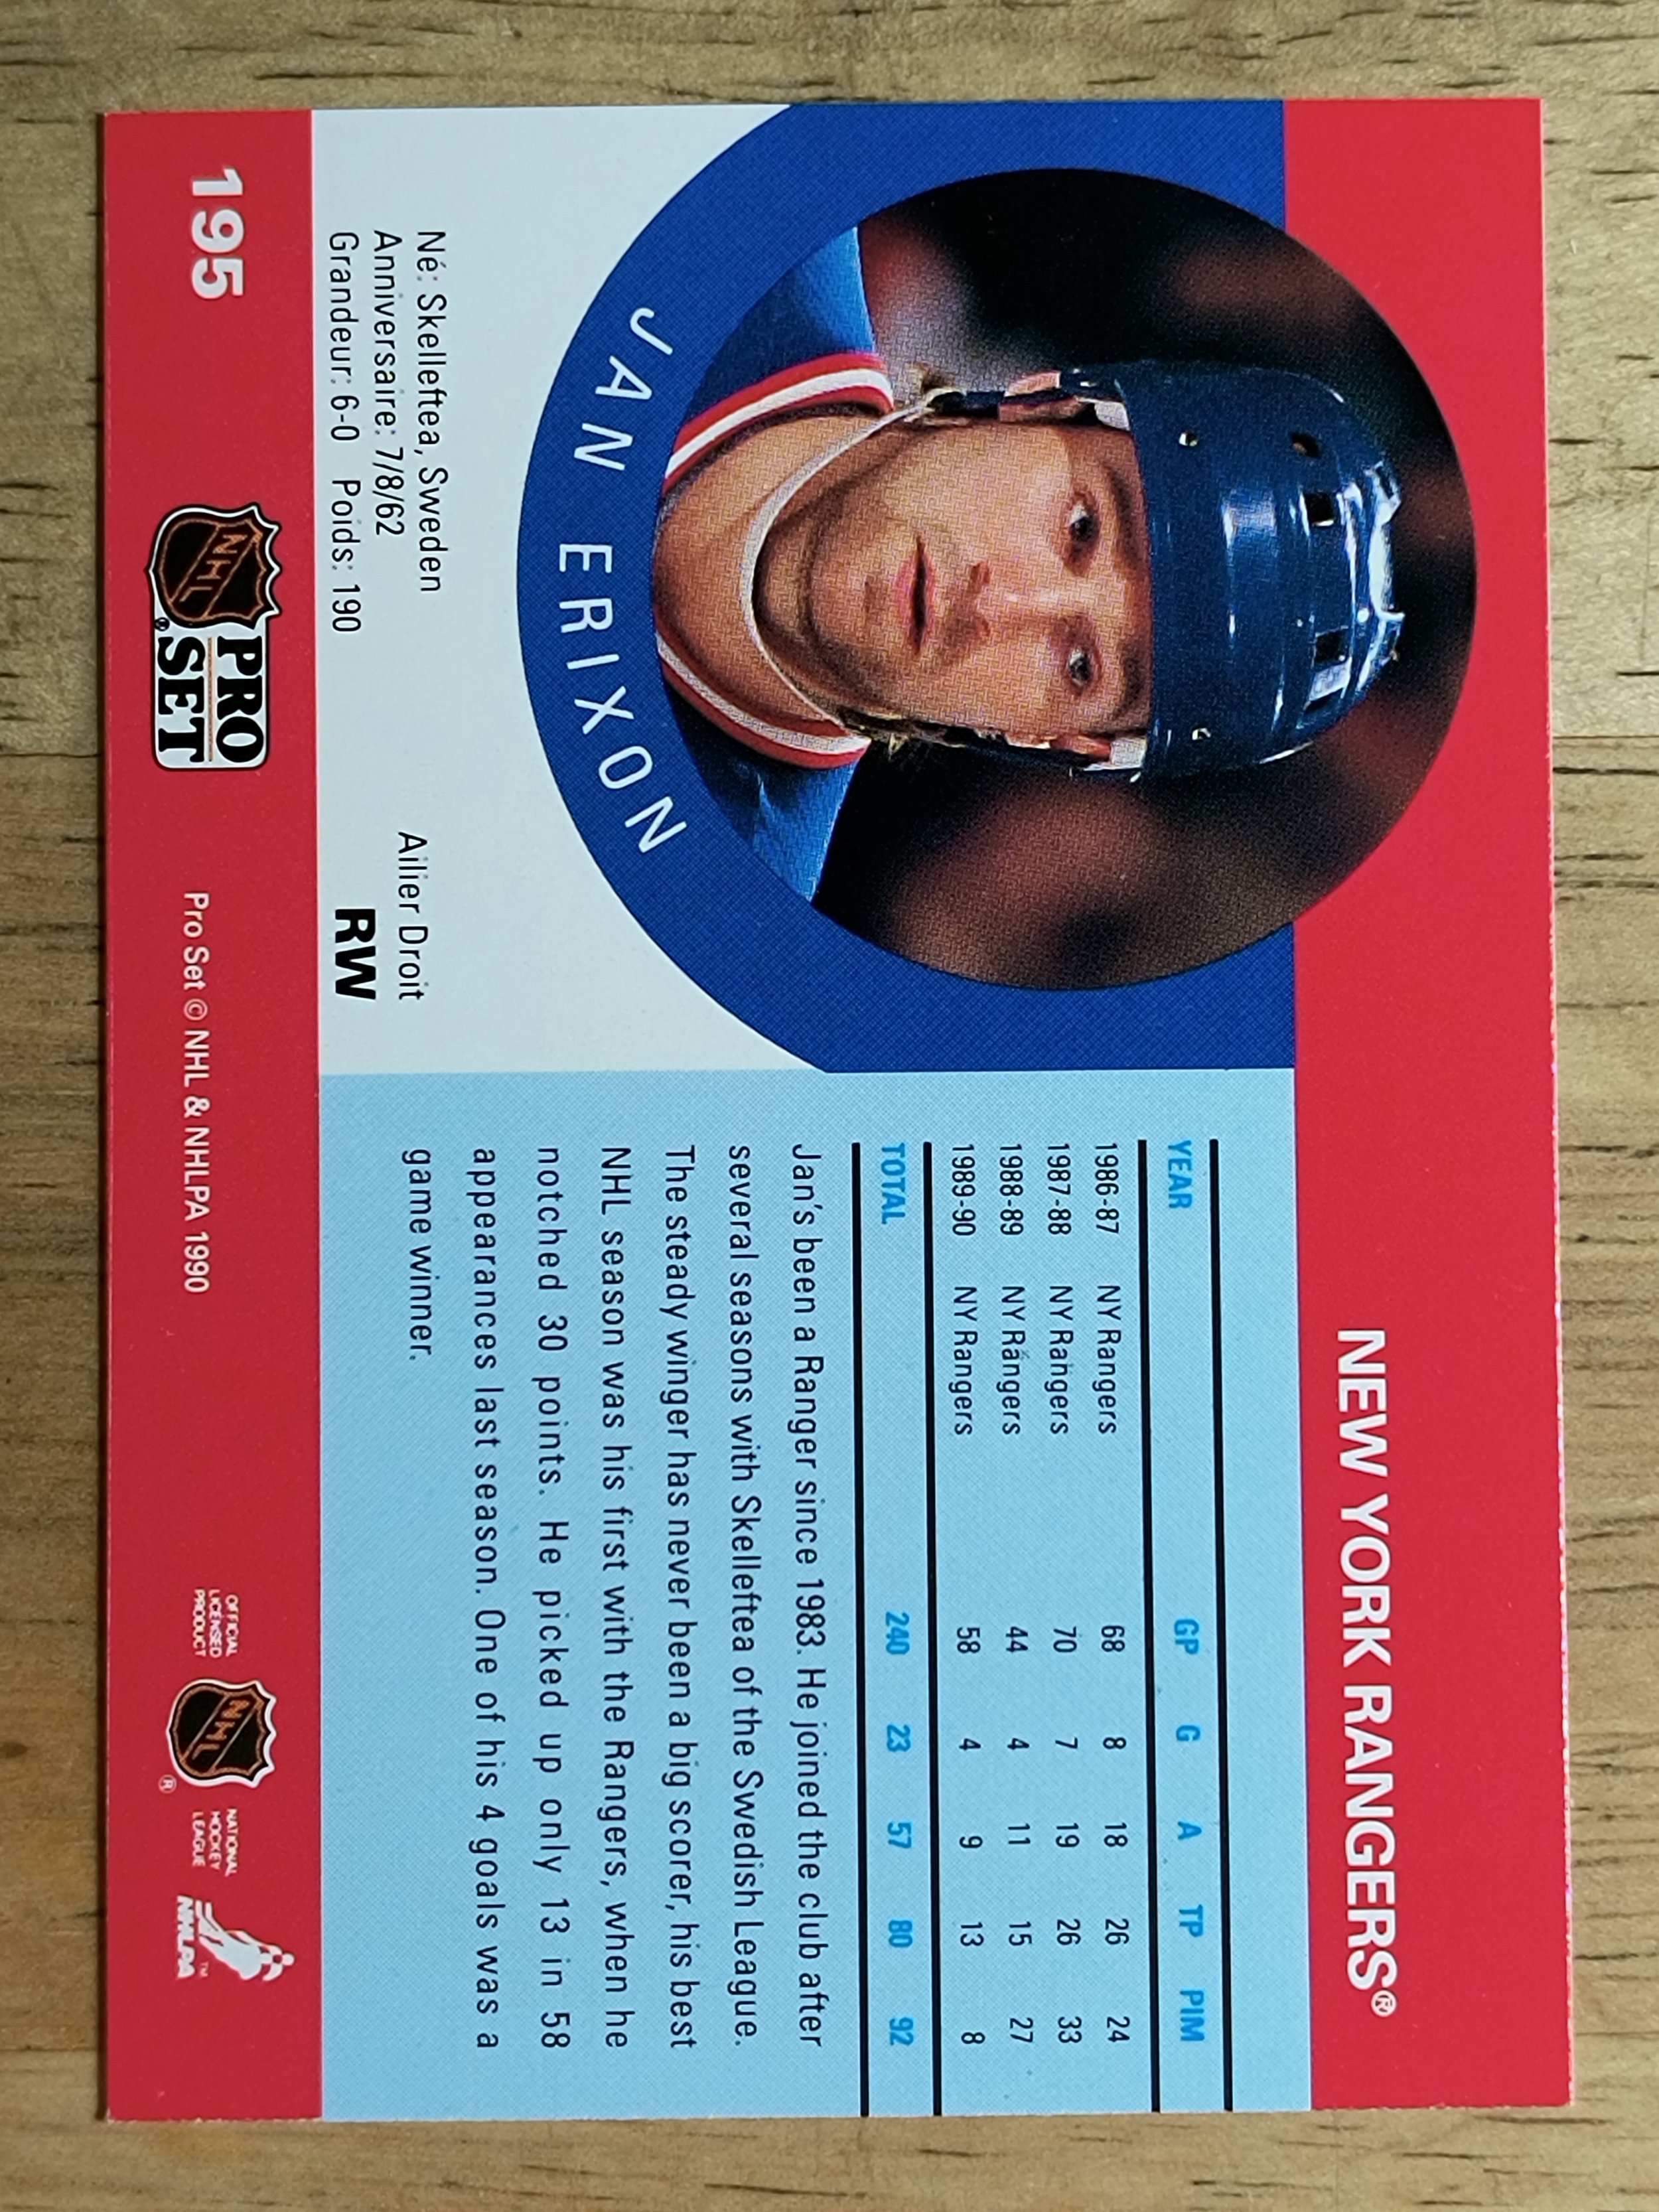 NEW YORK RANGERS®
JAN ERIXON
Né: Skelleftea, Sweden
Anniversaire: 7/8/62
Grandeur: 6-0 Poids: 190
Ailier Droit
RW
YEAR GP G A TP PIM
1986-87 NY Rangers 68 8 18 26 24
1987-88 NY Rangers 70 7 19 26 33
1988-89 NY Rangers 44 4 11 15 27
1989-90 NY Rangers 58 4 9 13 8
TOTAL 240 23 57 80 92
Jan's been a Ranger since 1983. He joined the club after
several seasons with Skelleftea of the Swedish League.
The steady winger has never been a big scorer, his best
NHL season was his first with the Rangers, when he
notched 30 points. He picked up only 13 in 58
appearances last season. One of his 4 goals was a
game winner.
195
NHL
PRO
SET®
Pro Set © NHL & NHLPA 1990
OFFICIAL
LICENSED
PRODUCT
NHL
®
NATIONAL
HOCKEY
LEAGUE
NHLPA
TM